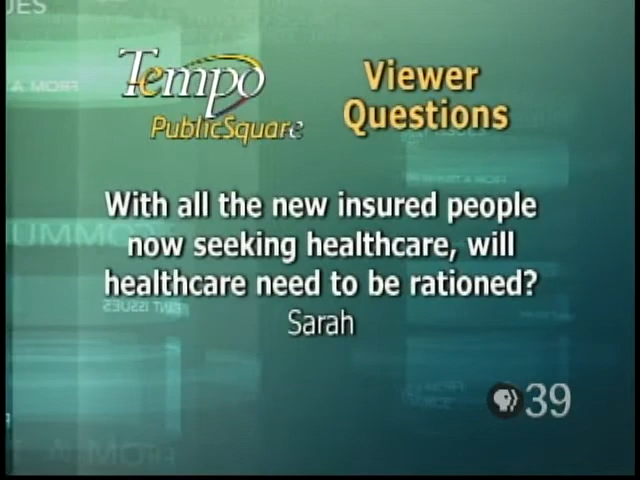 UES
Tempo
PublicSquare
Viewer
Questions
With all the new insured people
now seeking healthcare, will
healthcare need to be rationed?
Sarah
39